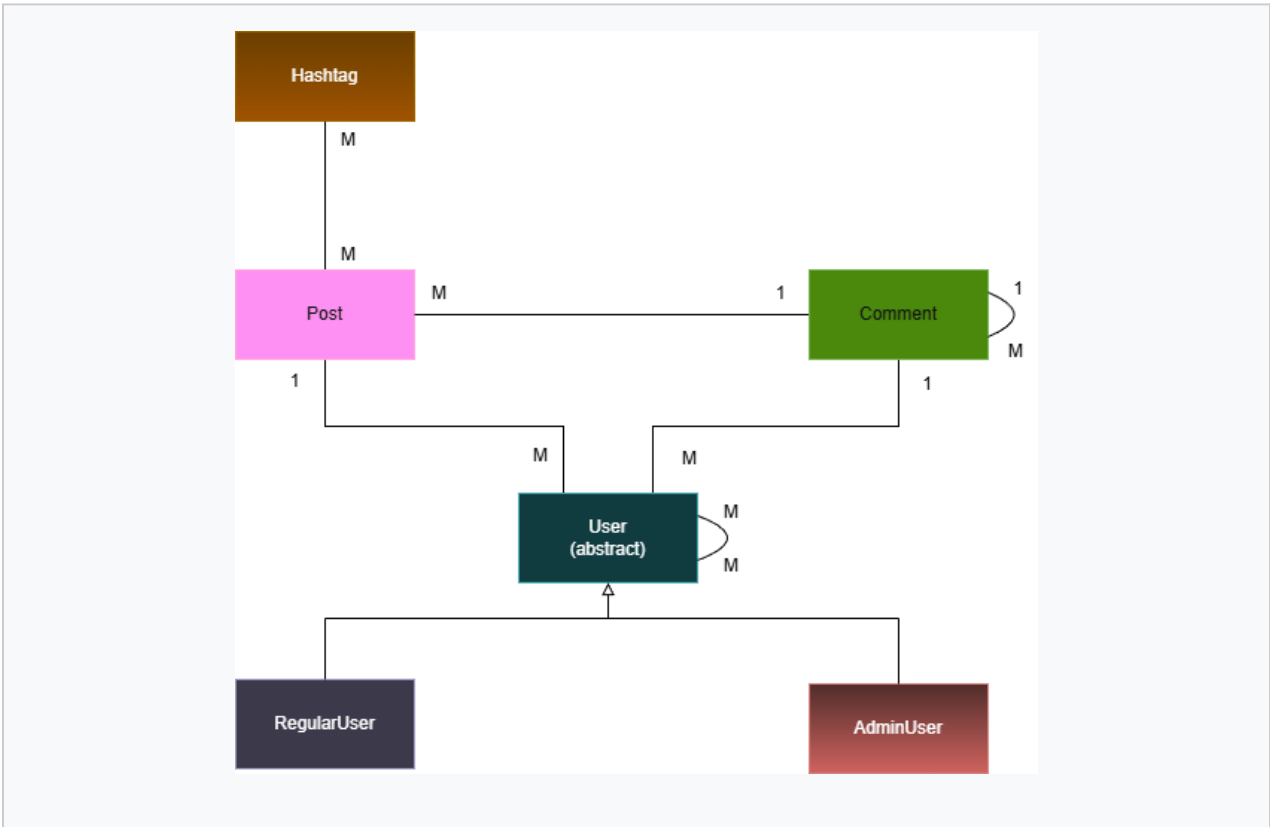 Hashtag
M
M
Post
M
1
Comment
1
M
1
1
M
M
User
(abstract)
M
M
RegularUser
AdminUser